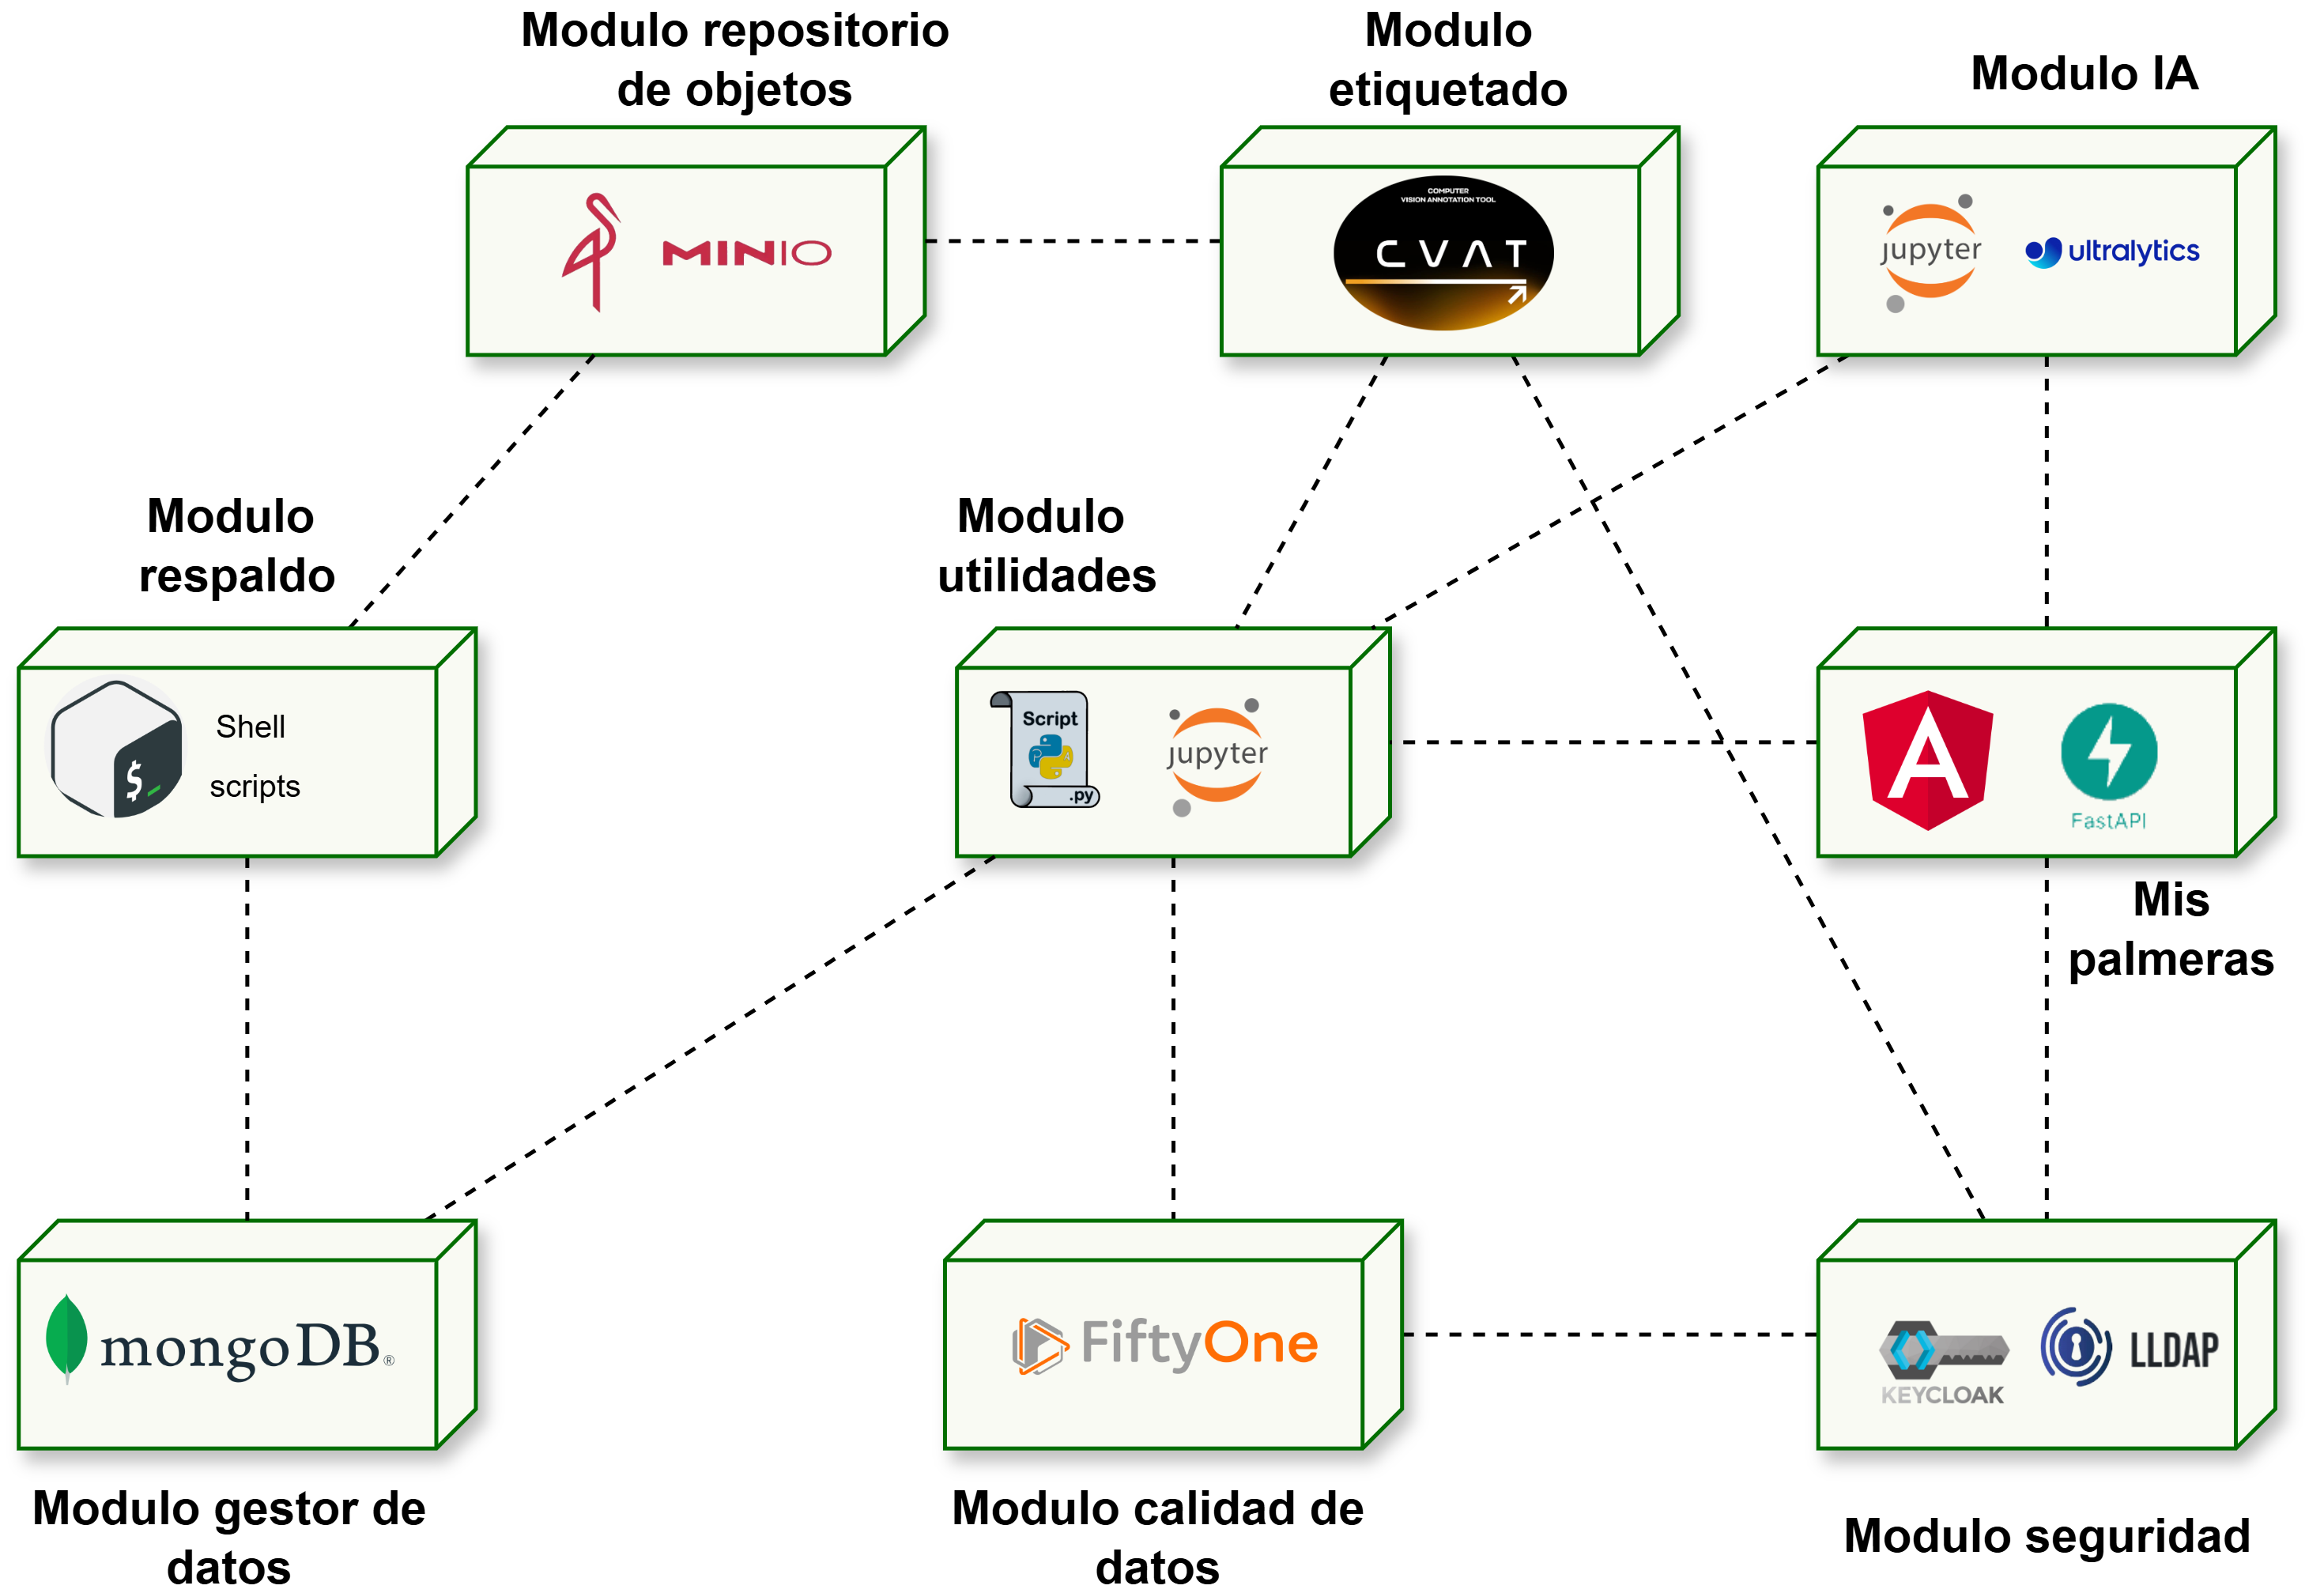 Modulo repositorio
de objetos
Modulo
etiquetado
Modulo IA
MINIO
COMPUTER
VISION ANNOTATION TOOL
CVAT
jupyter
ultralytics
Modulo
respaldo
Modulo
utilidades
Shell
scripts
$_
Script
.py
jupyter
A
FastAPI
Mis
palmeras
mongoDB®
FiftyOne
KEYCLOAK
LLDAP
Modulo gestor de
datos
Modulo calidad de
datos
Modulo seguridad